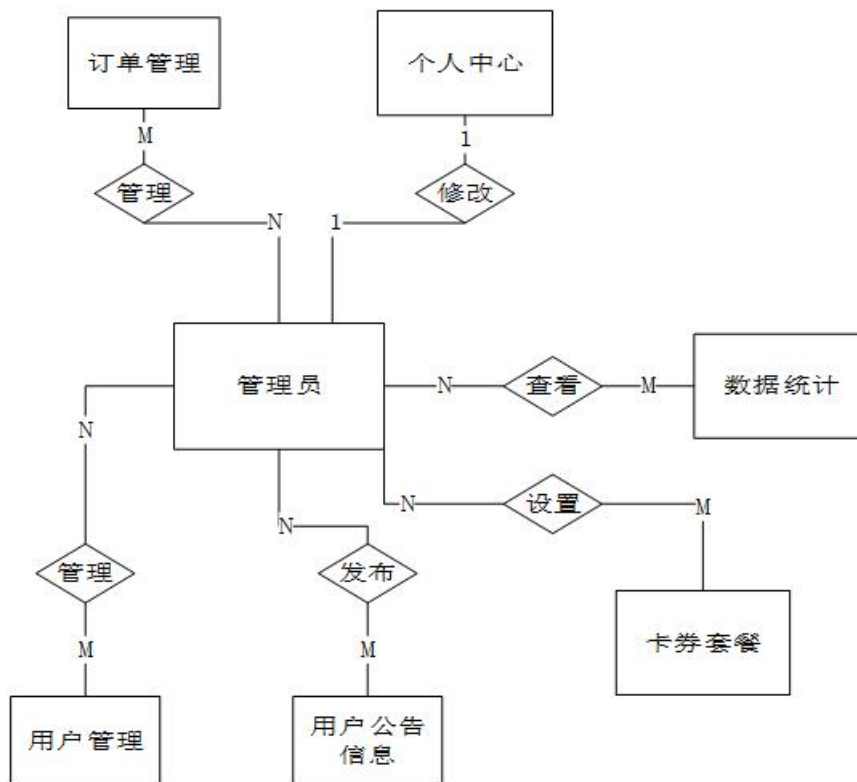 订单管理
个人中心
M
1
管理
修改
N
1
管理员
N
查看
M
数据统计
N
N
设置
M
N
管理
发布
卡券套餐
M
M
用户管理
用户公告
信息